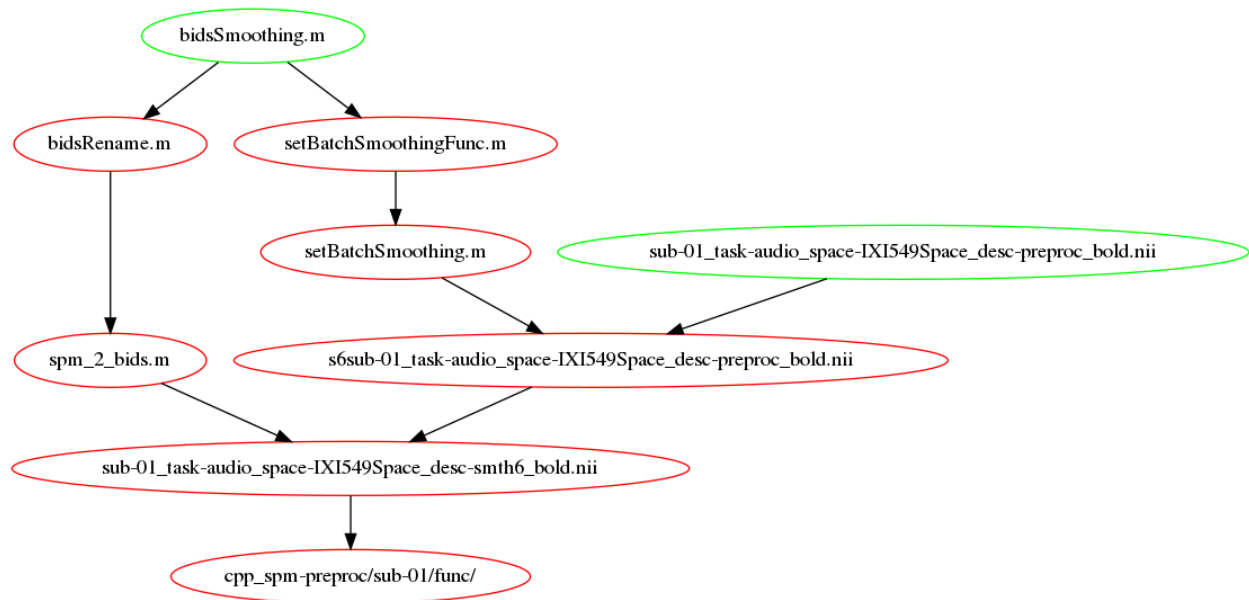 bidsSmoothing.m
bidsRename.m
setBatchSmoothingFunc.m
setBatchSmoothing.m
sub-01_task-audio_space-IXI549Space_desc-preproc_bold.nii
spm_2_bids.m
s6sub-01_task-audio_space-IXI549Space_desc-preproc_bold.nii
sub-01_task-audio_space-IXI549Space_desc-smth6_bold.nii
cpp_spm-preproc/sub-01/func/